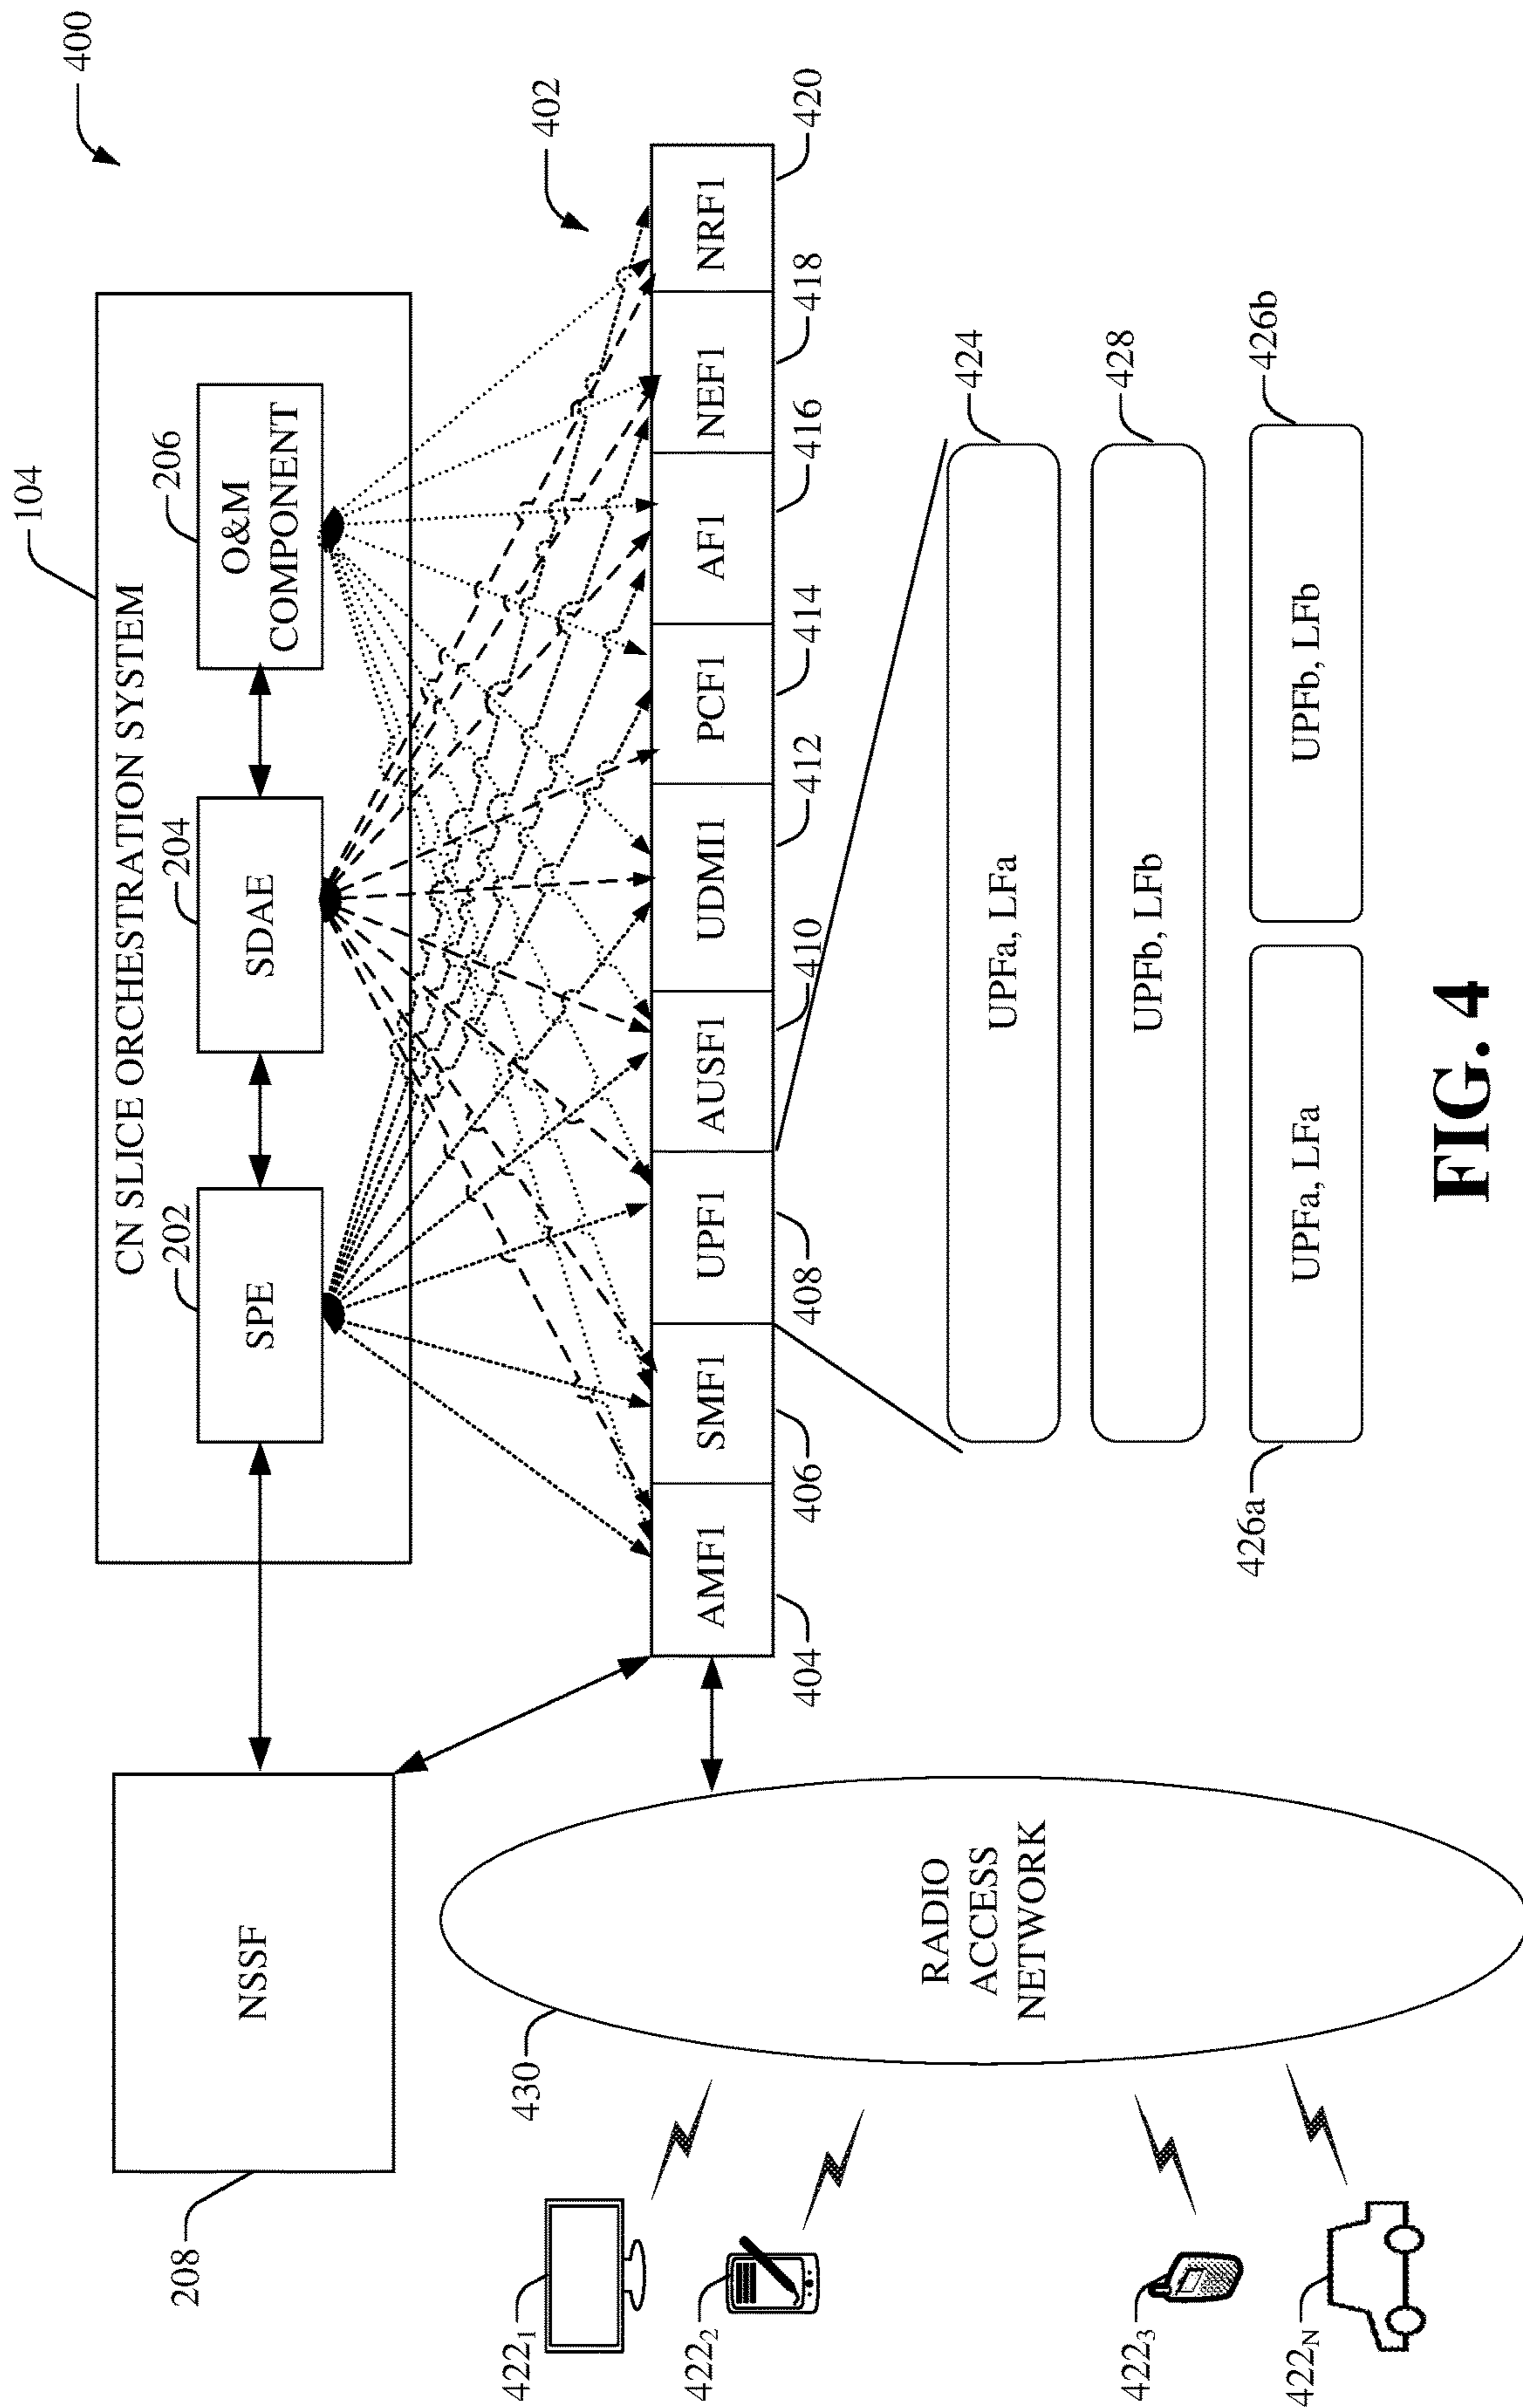 400
104
CN SLICE ORCHESTRATION SYSTEM
202
204
206
SPE
SDAE
O&M
COMPONENT
208
NSSF
402
AMF1
SMF1
UPF1
AUSF1
UDMI1
PCF1
AF1
NEF1
NRF1
404
406
408
410
412
414
416
418
420
430
RADIO
ACCESS
NETWORK
422₁
422₂
422₃
422N
424
UPFa, LFa
428
UPFb, LFb
426a
UPFa, LFa
426b
UPFb, LFb
FIG. 4